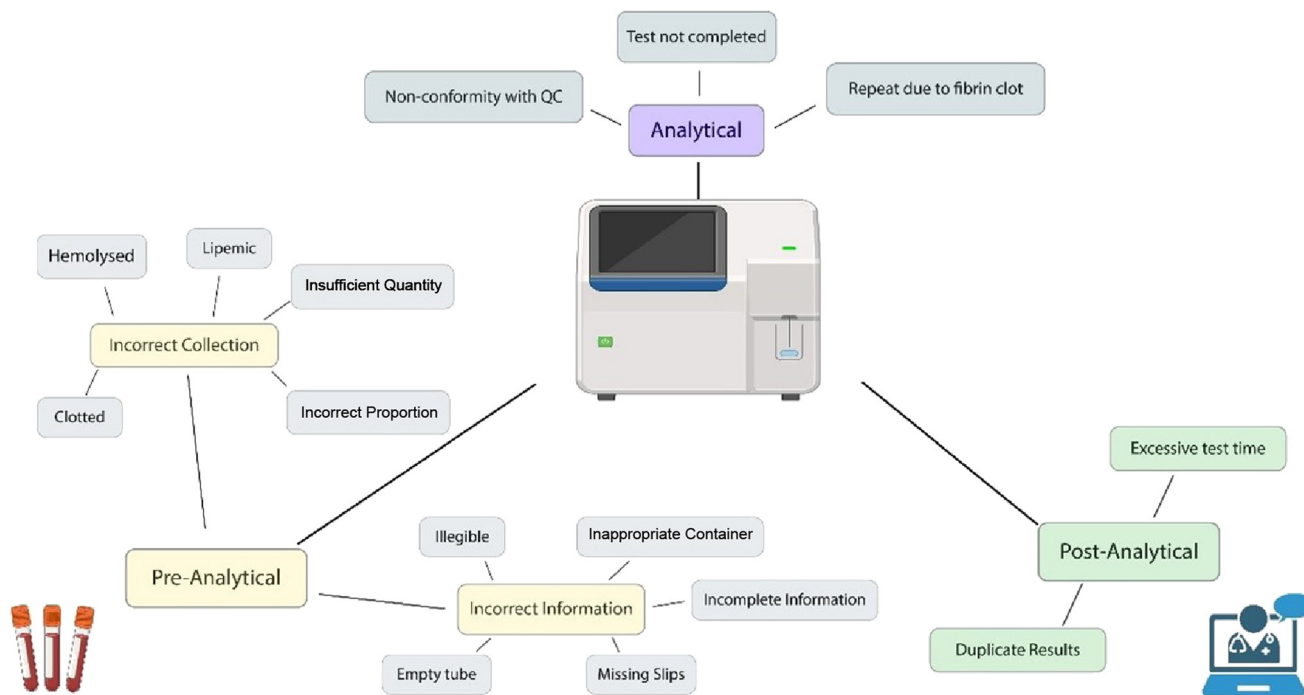 Test not completed
Non-conformity with QC
Repeat due to fibrin clot
Analytical
Hemolysed
Lipemic
Insufficient Quantity
Incorrect Collection
Clotted
Incorrect Proportion
Excessive test time
Illegible
Inappropriate Container
Post-Analytical
Pre-Analytical
Incorrect Information
Incomplete Information
Duplicate Results
Empty tube
Missing Slips